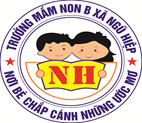 TRƯỜNG MẦM NON B XÃ NGŨ HIỆP
NH
NƠI BÉ CHẮP CÁNH NHỮNG ƯỚC MƠ